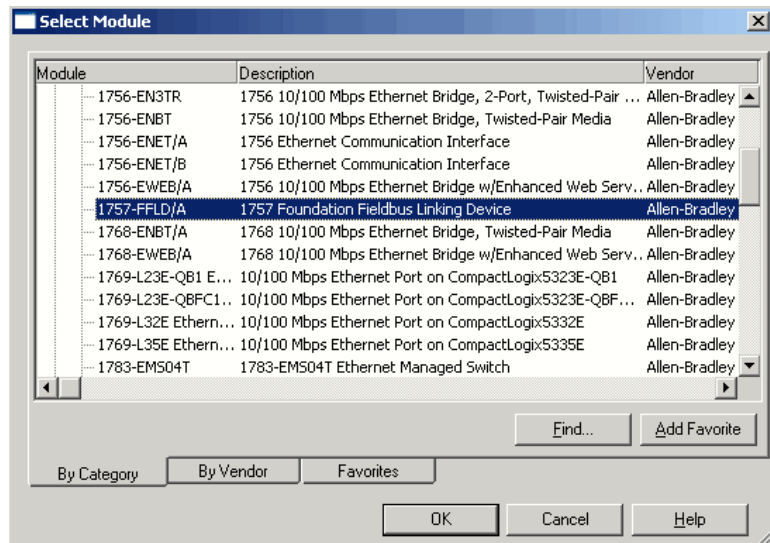 Select Module
Module Description Vendor
1756-EN3TR 1756 10/100 Mbps Ethernet Bridge, 2-Port, Twisted-Pair ... Allen-Bradley
1756-ENBT 1756 10/100 Mbps Ethernet Bridge, Twisted-Pair Media Allen-Bradley
1756-ENET/A 1756 Ethernet Communication Interface Allen-Bradley
1756-ENET/B 1756 Ethernet Communication Interface Allen-Bradley
1756-EWEB/A 1756 10/100 Mbps Ethernet Bridge w/Enhanced Web Serv.. Allen-Bradley
1757-FFLD/A 1757 Foundation Fieldbus Linking Device Allen-Bradley
1768-ENBT/A 1768 10/100 Mbps Ethernet Bridge, Twisted-Pair Media Allen-Bradley
1768-EWEB/A 1768 10/100 Mbps Ethernet Bridge w/Enhanced Web Serv.. Allen-Bradley
1769-L23E-QB1 E... 10/100 Mbps Ethernet Port on CompactLogix5323E-QB1 Allen-Bradley
1769-L23E-QBFC1.. 10/100 Mbps Ethernet Port on CompactLogix5323E-QBF... Allen-Bradley
1769-L32E Ethern... 10/100 Mbps Ethernet Port on CompactLogix5332E Allen-Bradley
1769-L35E Ethern... 10/100 Mbps Ethernet Port on CompactLogix5335E Allen-Bradley
1783-EMS04T 1783-EMS04T Ethernet Managed Switch Allen-Bradley
Find... Add Favorite
By Category By Vendor Favorites
OK Cancel Help